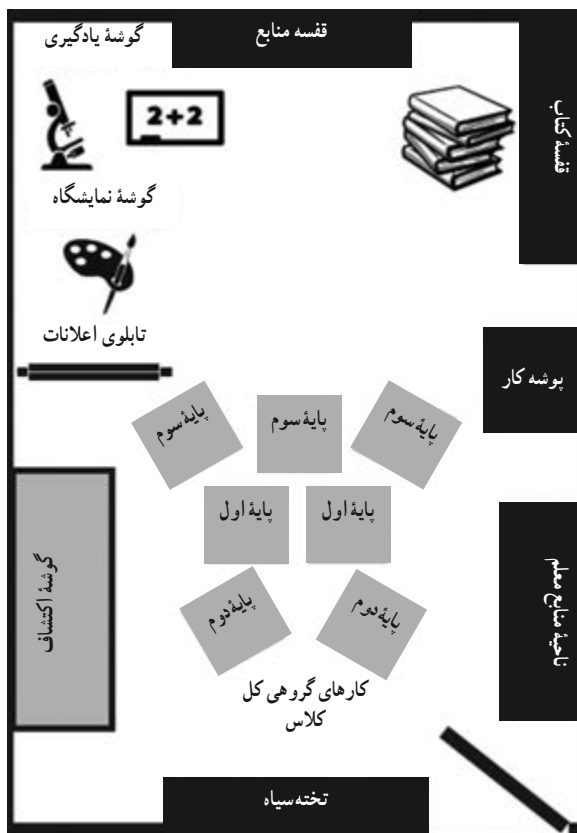 گوشهٔ یادگیری
قفسه منابع
قفسهٔ کتاب
2+2
گوشهٔ نمایشگاه
تابلوی اعلانات
پوشه کار
پایهٔ سوم
پایهٔ سوم
پایهٔ سوم
پایهٔ اول
پایهٔ اول
پایهٔ دوم
پایهٔ دوم
گوشهٔ اکتشاف
ناحیهٔ منابع معلم
کارهای گروهی کل
کلاس
تخته سیاه